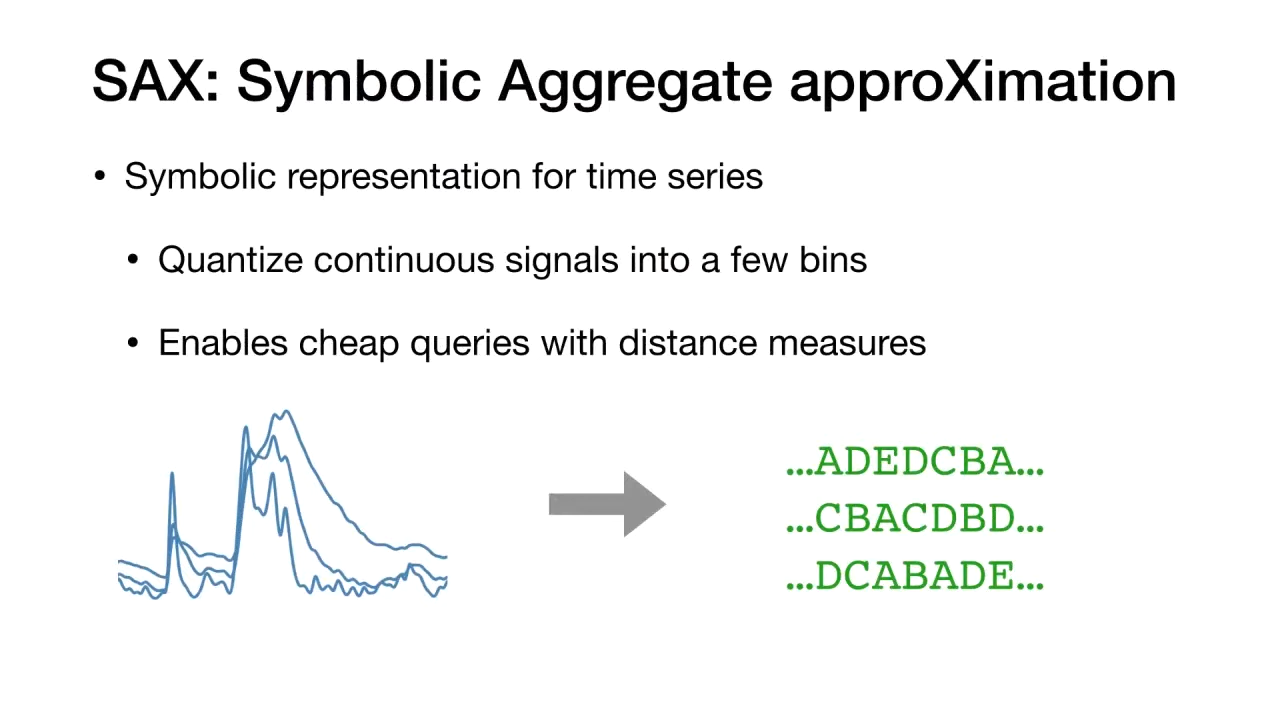 SAX: Symbolic Aggregate approXimation
• Symbolic representation for time series
• Quantize continuous signals into a few bins
• Enables cheap queries with distance measures
…ADEDCBA…
…CBACDBD…
…DCABADE…